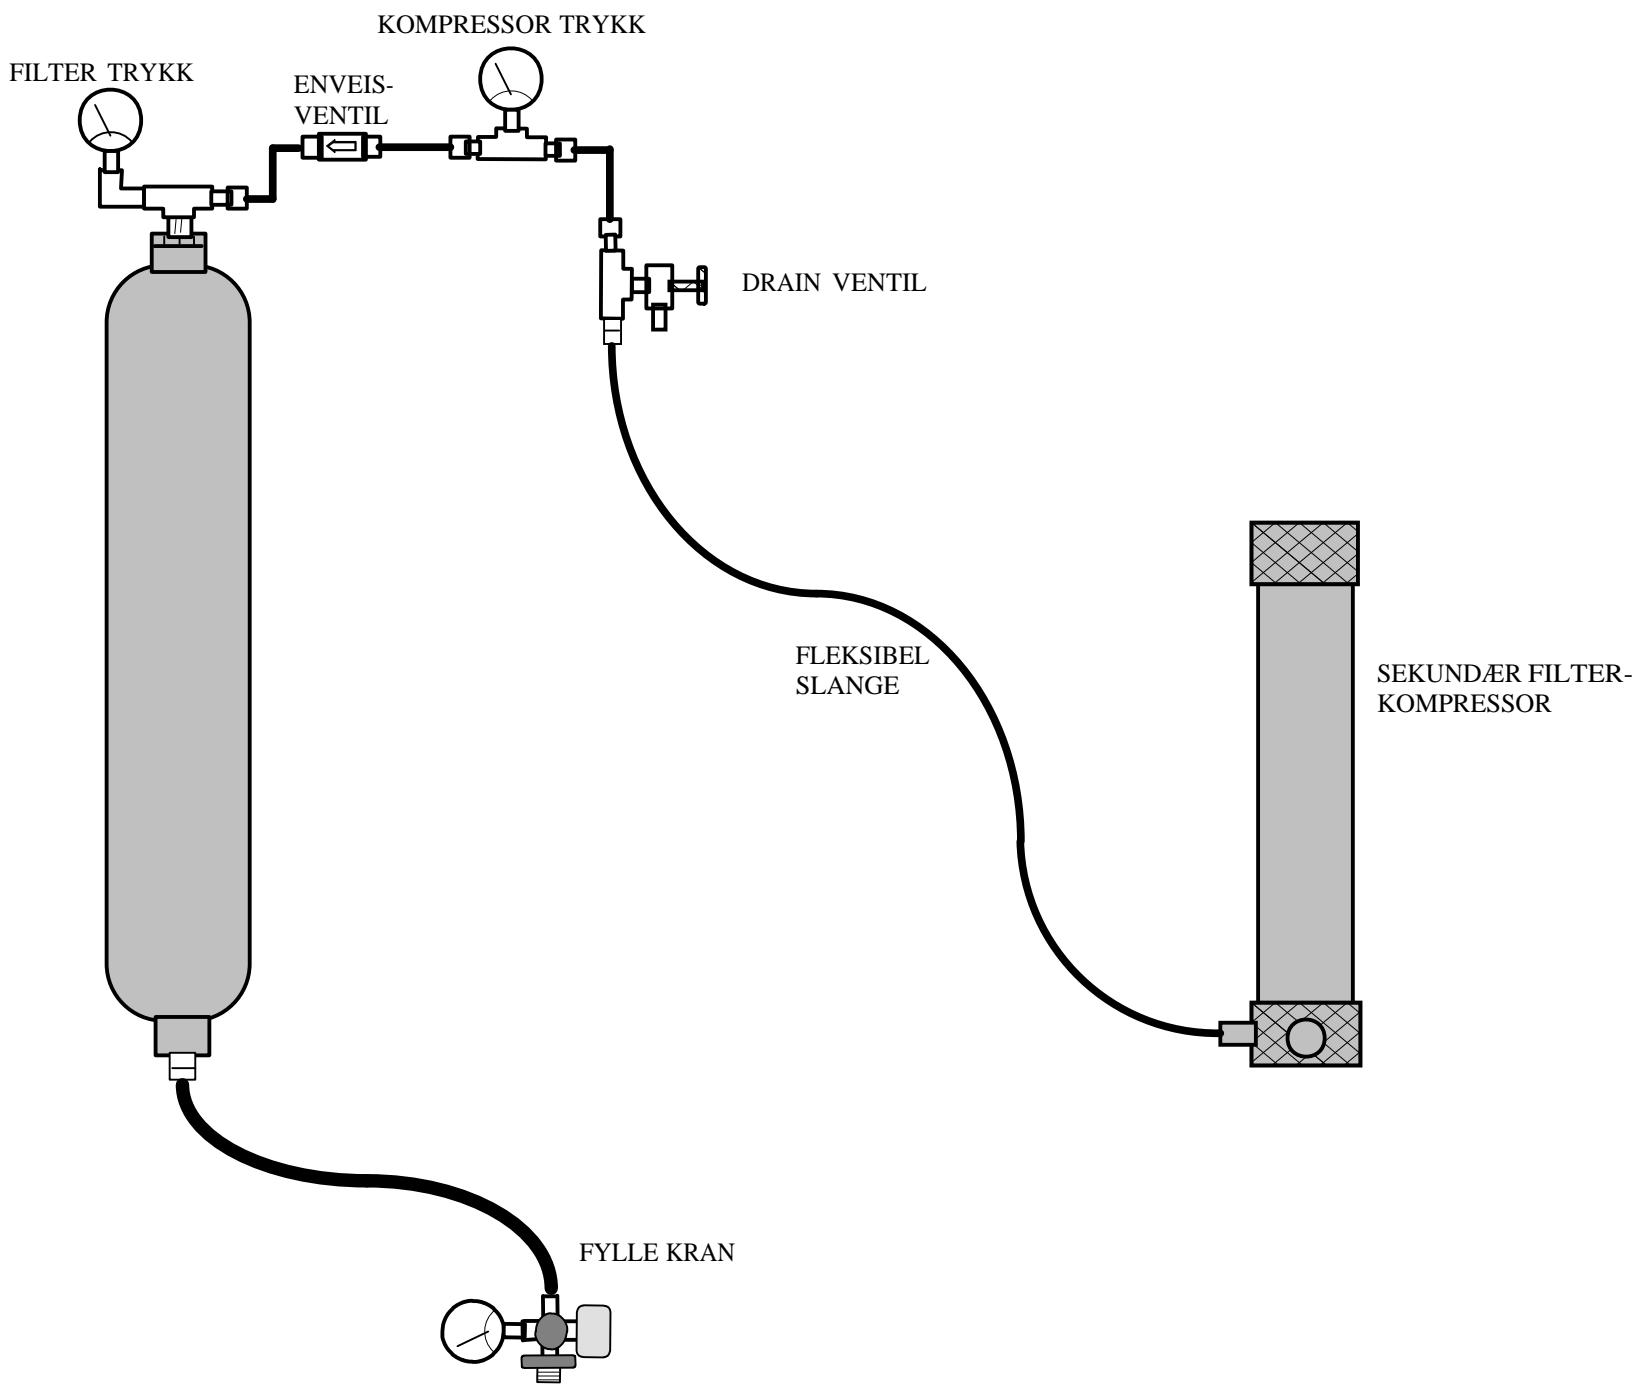 KOMPRESSOR TRYKK
FILTER TRYKK
ENVEIS-
VENTIL
DRAIN VENTIL
FLEKSIBEL
SLANGE
SEKUNDÆR FILTER-
KOMPRESSOR
FYLLE KRAN